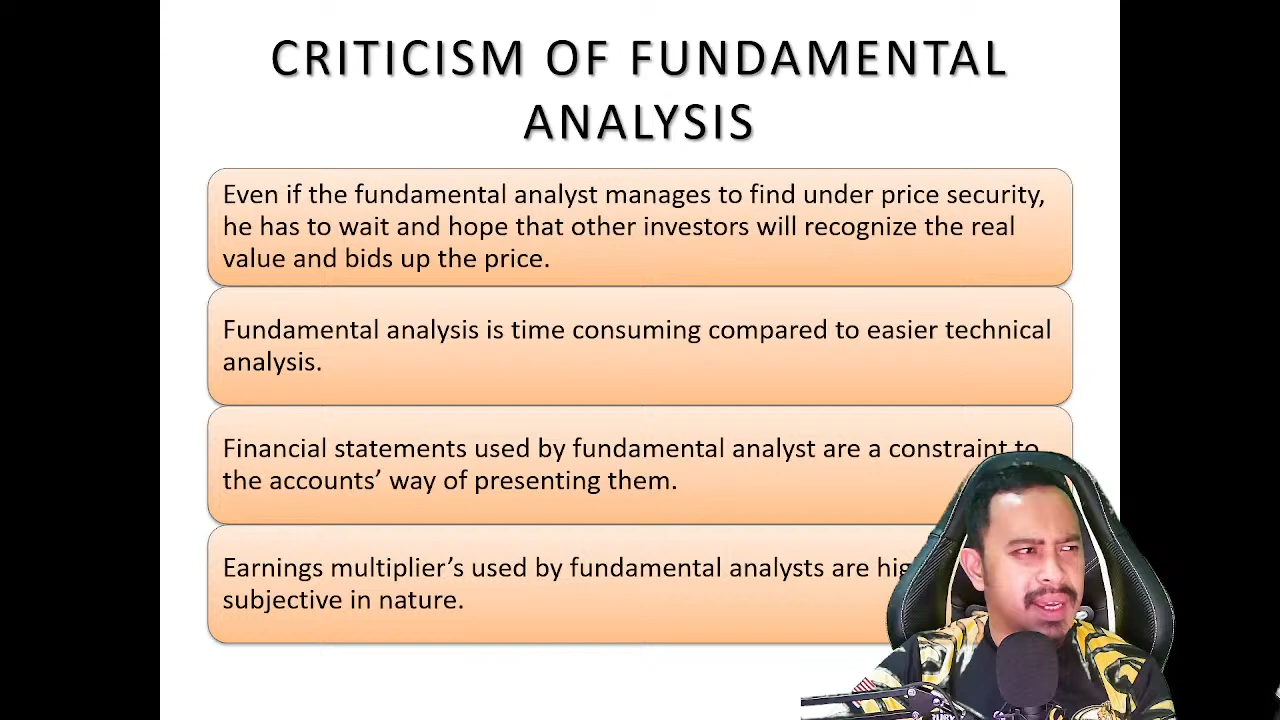 CRITICISM OF FUNDAMENTAL
ANALYSIS
Even if the fundamental analyst manages to find under price security,
he has to wait and hope that other investors will recognize the real
value and bids up the price.
Fundamental analysis is time consuming compared to easier technical
analysis.
Financial statements used by fundamental analyst are a constraint to
the accounts’ way of presenting them.
Earnings multiplier’s used by fundamental analysts are
subjective in nature.